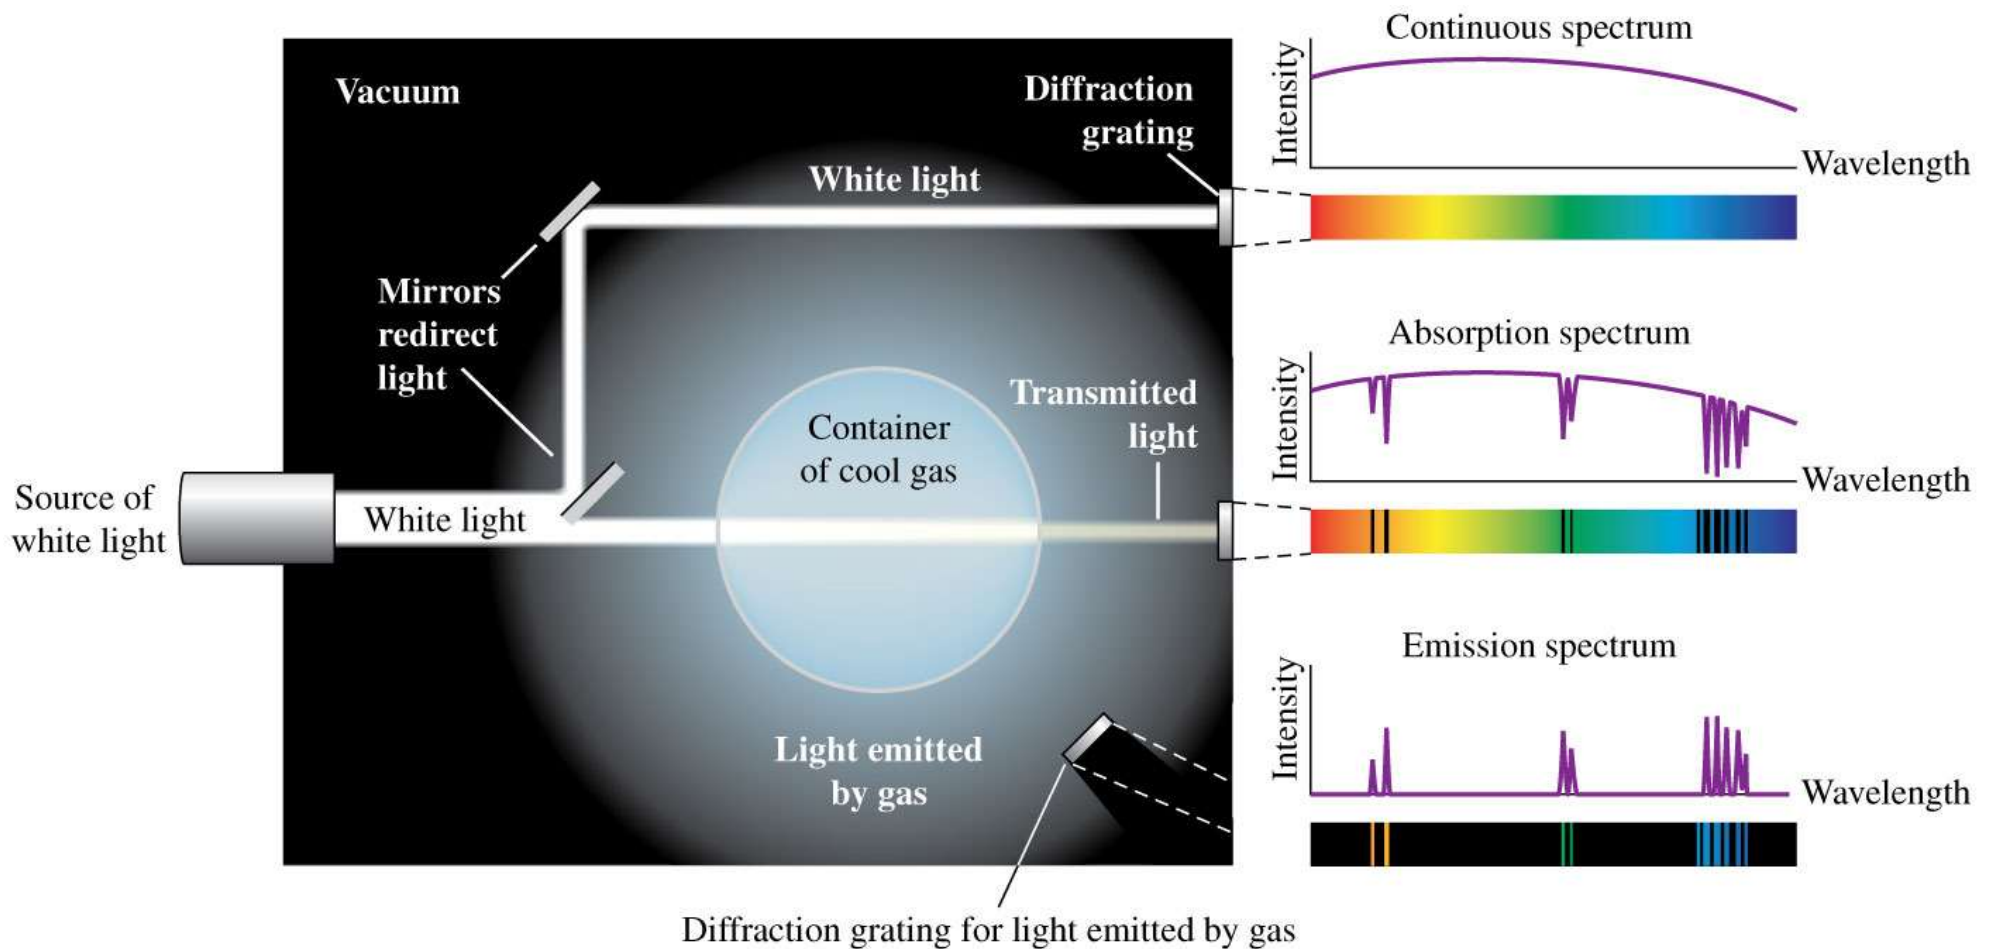 Vacuum
Diffraction
grating
White light
Mirrors
redirect
light
Source of
white light
White light
Container
of cool gas
Transmitted
light
Light emitted
by gas
Diffraction grating for light emitted by gas
Continuous spectrum
Intensity
Wavelength
Absorption spectrum
Intensity
Wavelength
Emission spectrum
Intensity
Wavelength